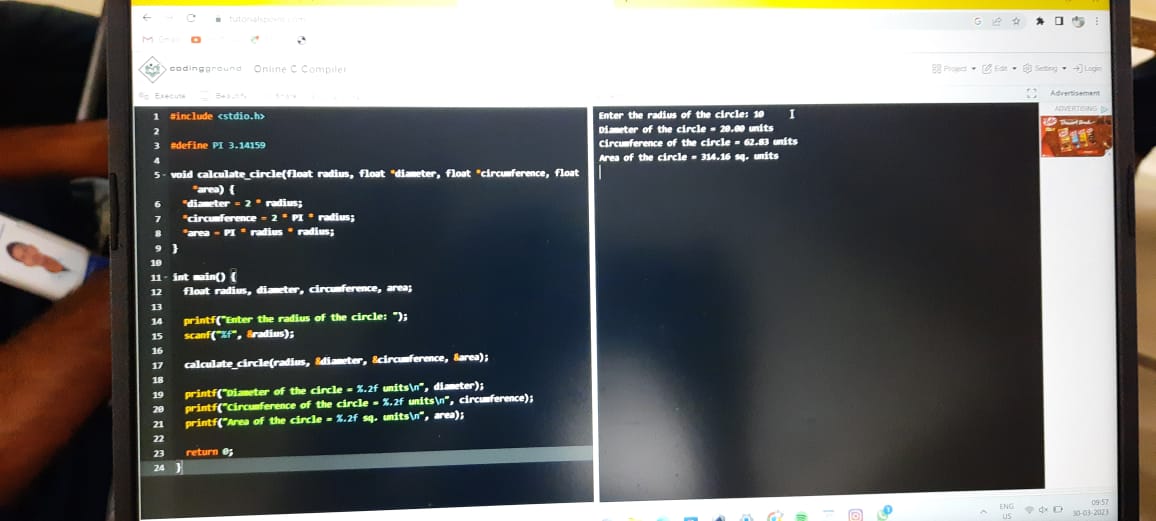 tutorialspoint.com
codingground Online C Compiler
Project Edit Setting Login
Execute
Advertisement
ADVERTISING
1 #include <stdio.h>
2
3 #define PI 3.14159
4
5 void calculate_circle(float radius, float *diameter, float *circumference, float
*area) {
6 *diameter = 2 * radius;
7 *circumference = 2 * PI * radius;
8 *area = PI * radius * radius;
9 }
10
11 int main() {
12 float radius, diameter, circumference, area;
13
14 printf("Enter the radius of the circle: ");
15 scanf("%f", &radius);
16
17 calculate_circle(radius, &diameter, &circumference, &area);
18
19 printf("Diameter of the circle = %.2f units\n", diameter);
20 printf("Circumference of the circle = %.2f units\n", circumference);
21 printf("Area of the circle = %.2f sq. units\n", area);
22
23 return 0;
24 }
Enter the radius of the circle: 10
Diameter of the circle = 20.00 units
Circumference of the circle = 62.83 units
Area of the circle = 314.16 sq. units
ENG
US
09:57
30-03-2023